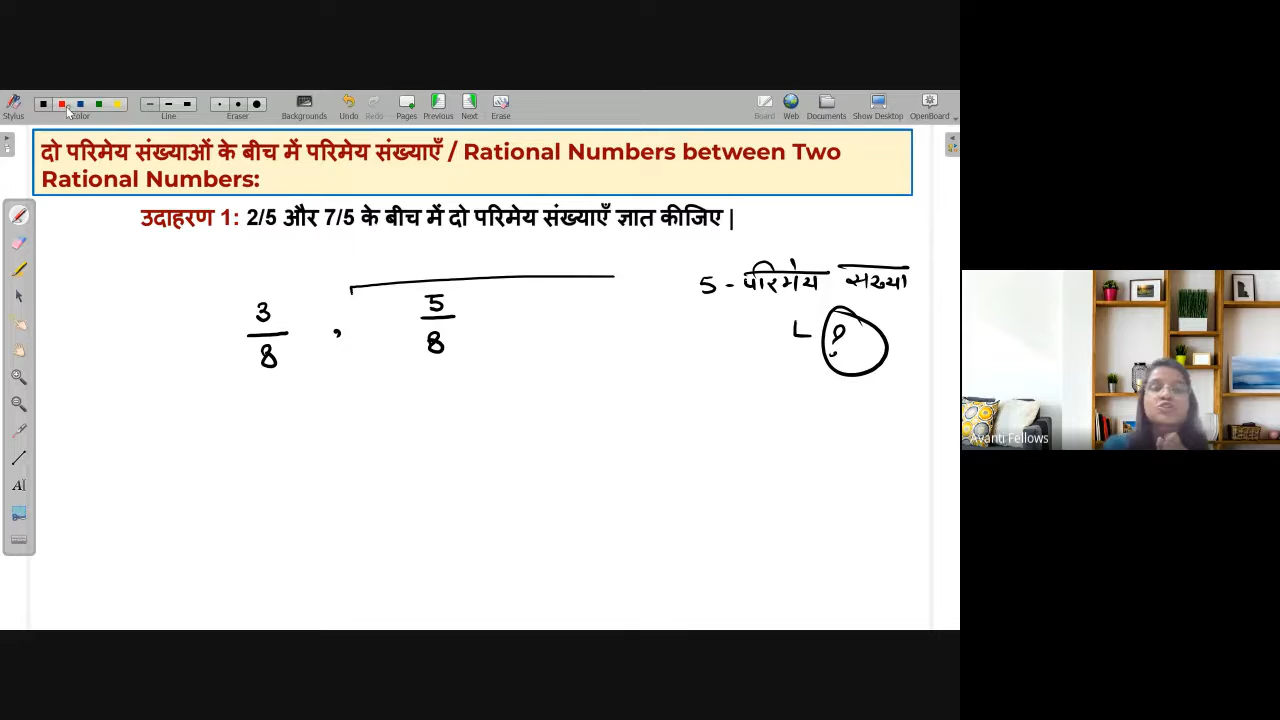 Stylus
Color
Line
Eraser
Backgrounds
Undo
Redo
Pages
Previous
Next
Erase
Board
Web
Documents
Show Desktop
OpenBoard
दो परिमेय संख्याओं के बीच में परिमेय संख्याएँ / Rational Numbers between Two
Rational Numbers:
उदाहरण 1: 2/5 और 7/5 के बीच में दो परिमेय संख्याएँ ज्ञात कीजिए |
3/8 , 5/8
5 - परिमेय संख्या
?
AI
Avanti Fellows